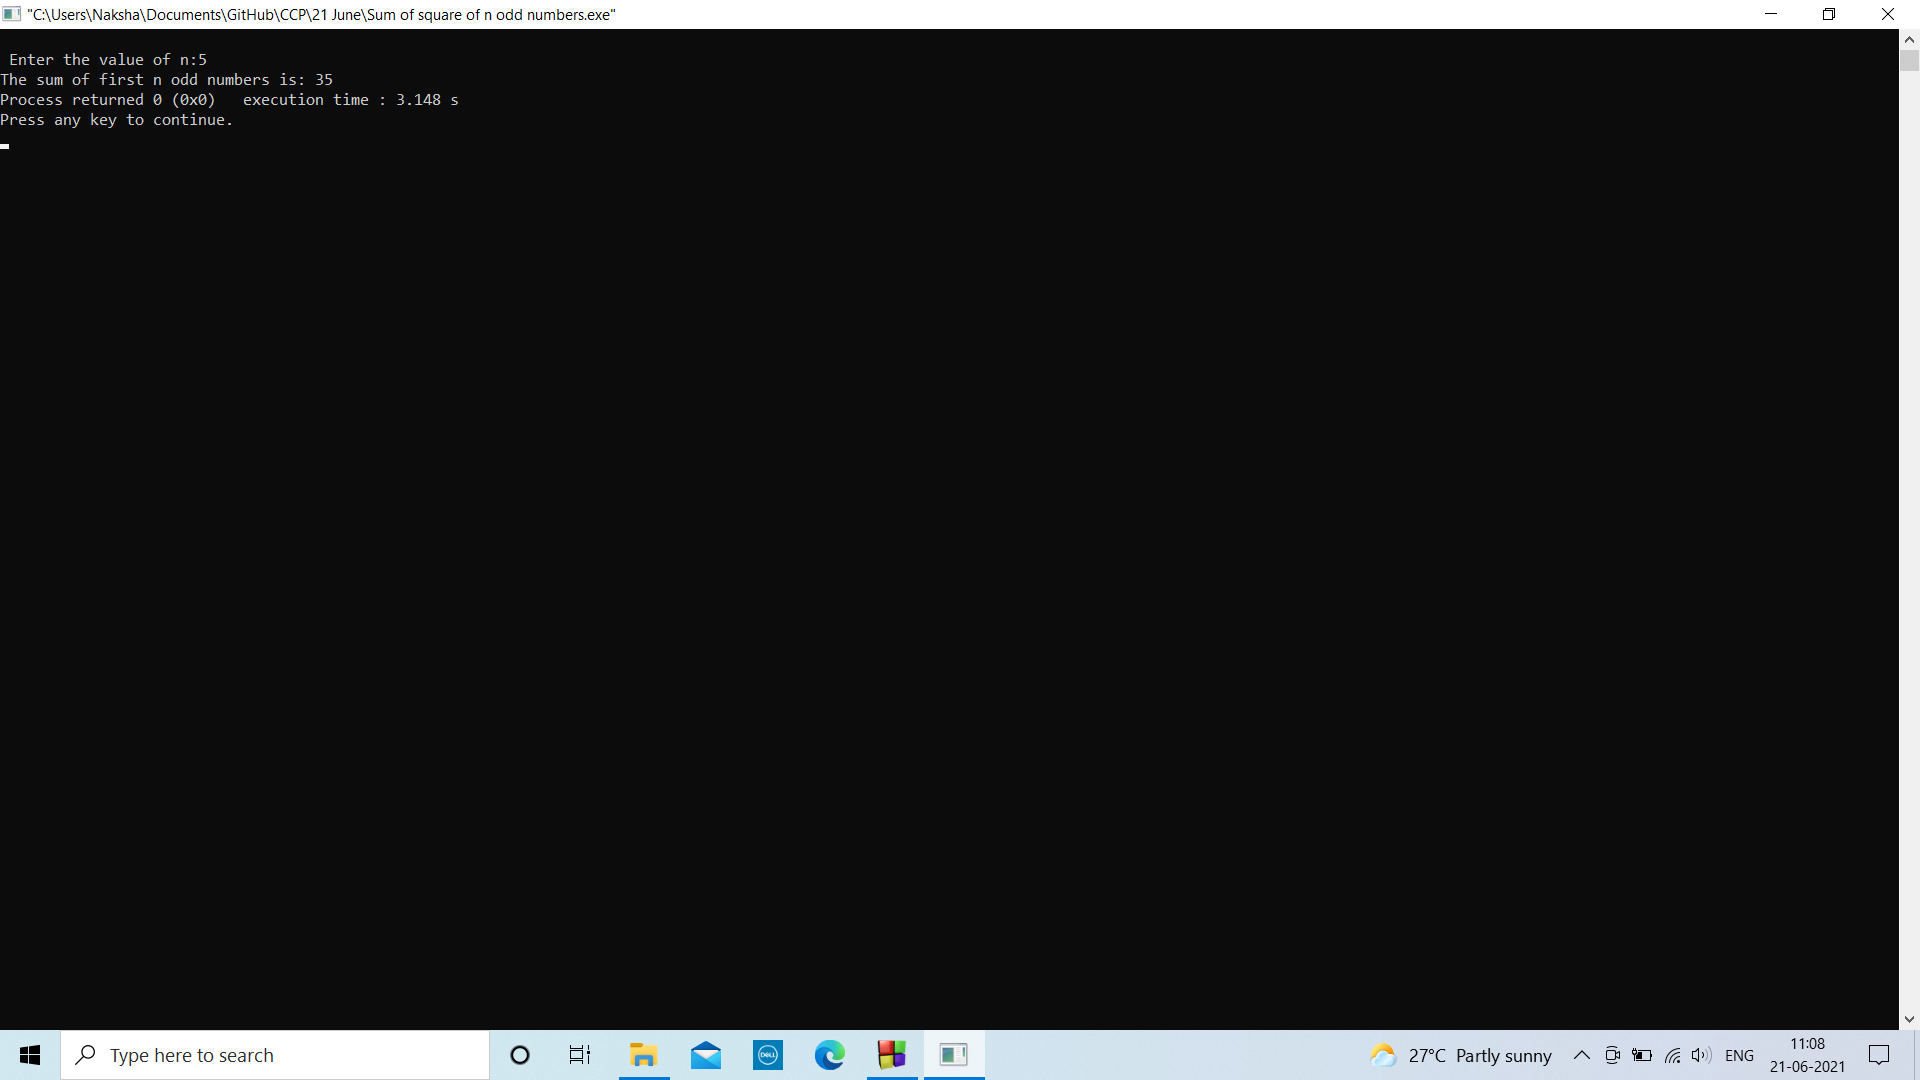 "C:\Users\Naksha\Documents\GitHub\CCP\21 June\Sum of square of n odd numbers.exe"
Enter the value of n:5
The sum of first n odd numbers is: 35
Process returned 0 (0x0)   execution time : 3.148 s
Press any key to continue.
Type here to search
DELL
27°C Partly sunny
ENG
11:08
21-06-2021